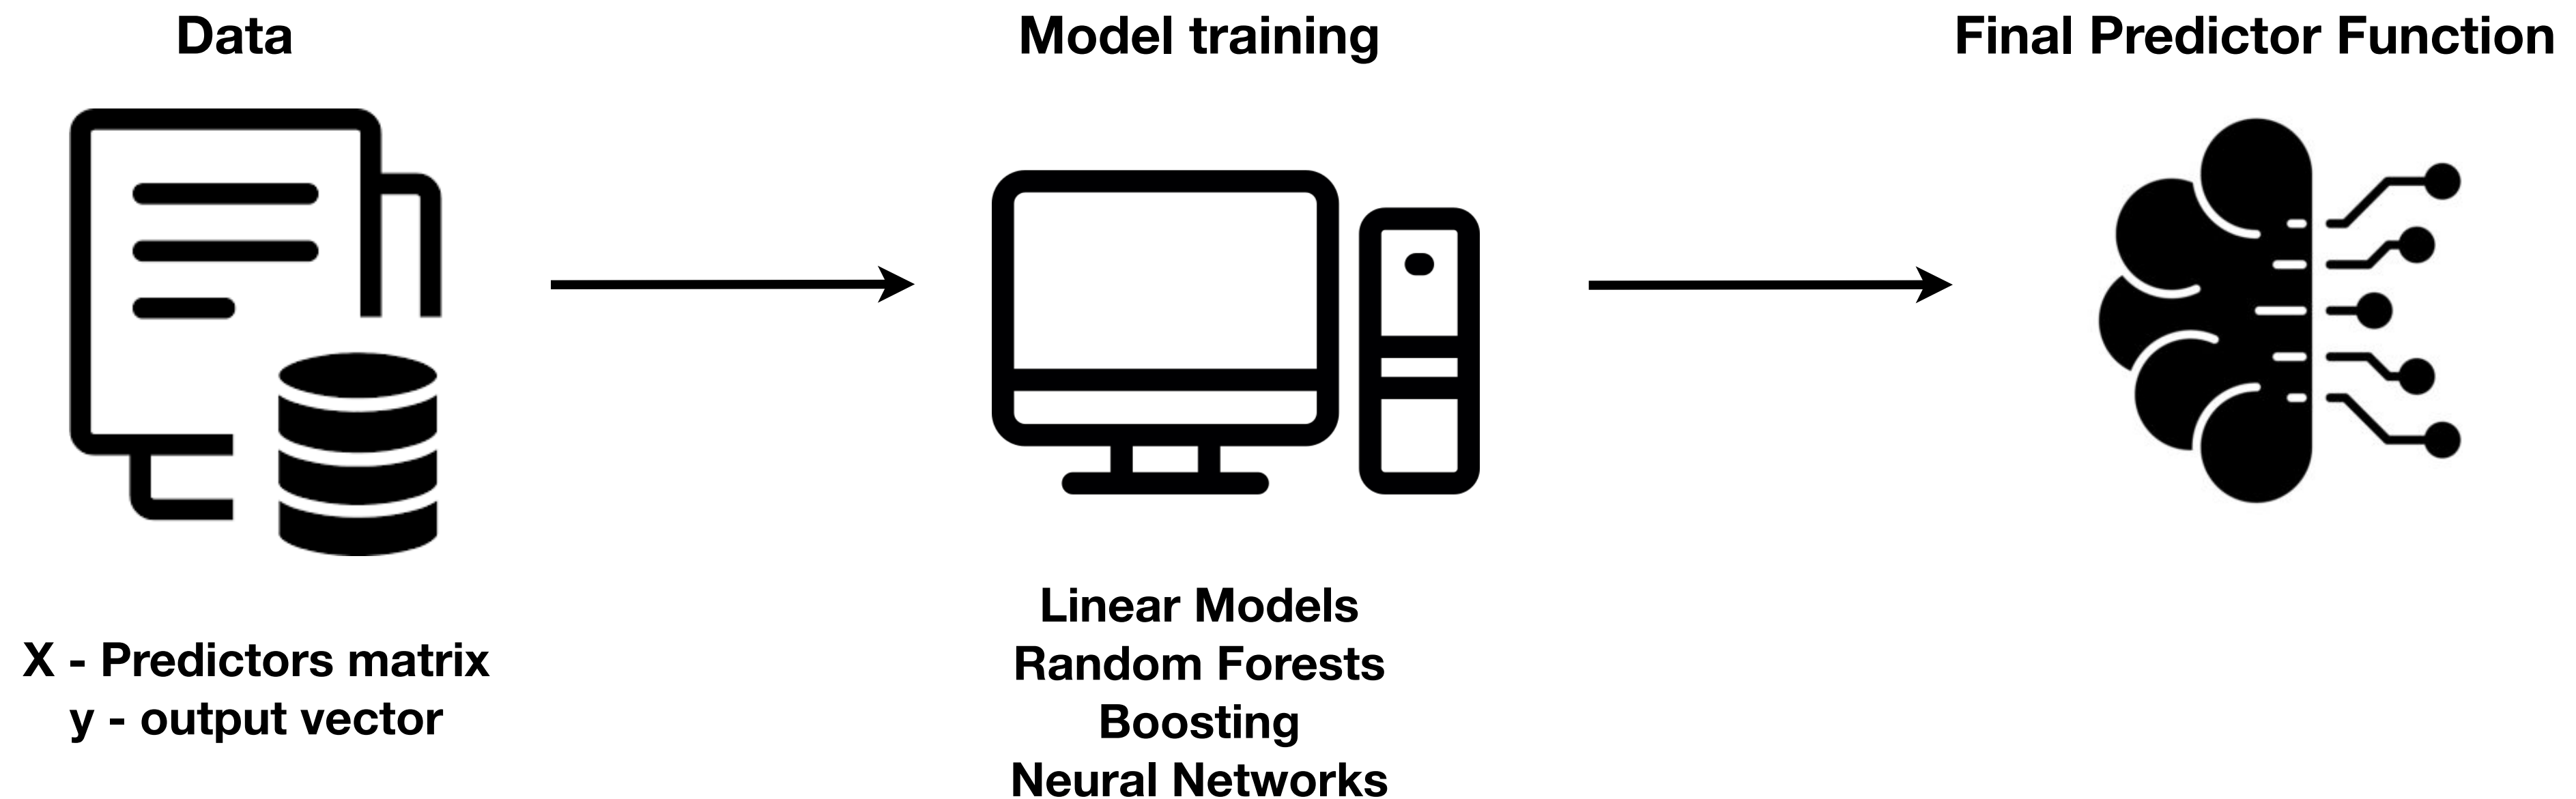 Data
Model training
Final Predictor Function
X - Predictors matrix
y - output vector
Linear Models
Random Forests
Boosting
Neural Networks